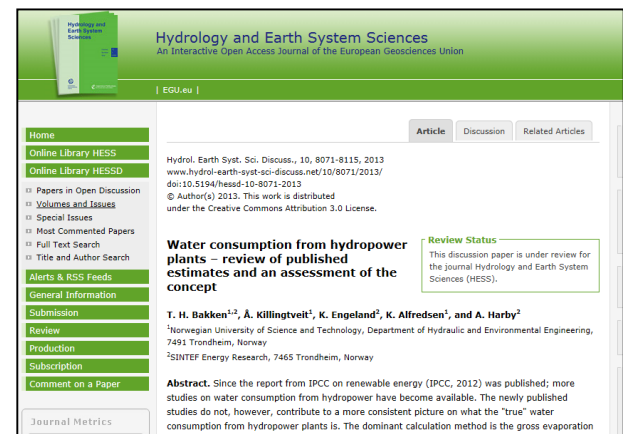 Hydrology and
Earth System
Sciences
Hydrology and Earth System Sciences
An Interactive Open Access Journal of the European Geosciences Union
| EGU.eu |
Home
Online Library HESS
Online Library HESSD
Papers in Open Discussion
Volumes and Issues
Special Issues
Most Commented Papers
Full Text Search
Title and Author Search
Alerts & RSS Feeds
General Information
Submission
Review
Production
Subscription
Comment on a Paper
Journal Metrics
Article Discussion Related Articles
Hydrol. Earth Syst. Sci. Discuss., 10, 8071-8115, 2013
www.hydrol-earth-syst-sci-discuss.net/10/8071/2013/
doi:10.5194/hessd-10-8071-2013
© Author(s) 2013. This work is distributed
under the Creative Commons Attribution 3.0 License.
Water consumption from hydropower
plants – review of published
estimates and an assessment of the
concept
Review Status
This discussion paper is under review for
the journal Hydrology and Earth System
Sciences (HESS).
T. H. Bakken1,2, Å. Killingtveit1, K. Engeland2, K. Alfredsen1, and A. Harby2
1Norwegian University of Science and Technology, Department of Hydraulic and Environmental Engineering,
7491 Trondheim, Norway
2SINTEF Energy Research, 7465 Trondheim, Norway
Abstract. Since the report from IPCC on renewable energy (IPCC, 2012) was published; more
studies on water consumption from hydropower have become available. The newly published
studies do not, however, contribute to a more consistent picture on what the "true" water
consumption from hydropower plants is. The dominant calculation method is the gross evaporation